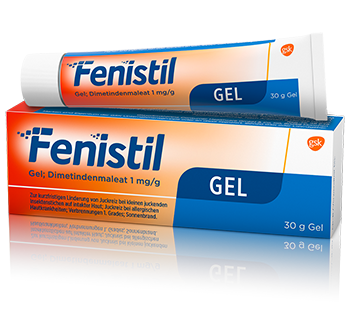 Fenistil
Gel; Dimetindenmaleat 1 mg/g
GEL
gsk
30 g Gel
Fenistil
Gel; Dimetindenmaleat 1 mg/g
GEL
gsk
Zur kurzfristigen Linderung von Juckreiz bei kleinen juckenden
Insektenstichen auf intakter Haut; Juckreiz bei allergischen
Hautkrankheiten; Verbrennungen 1. Grades; Sonnenbrand.
30 g Gel